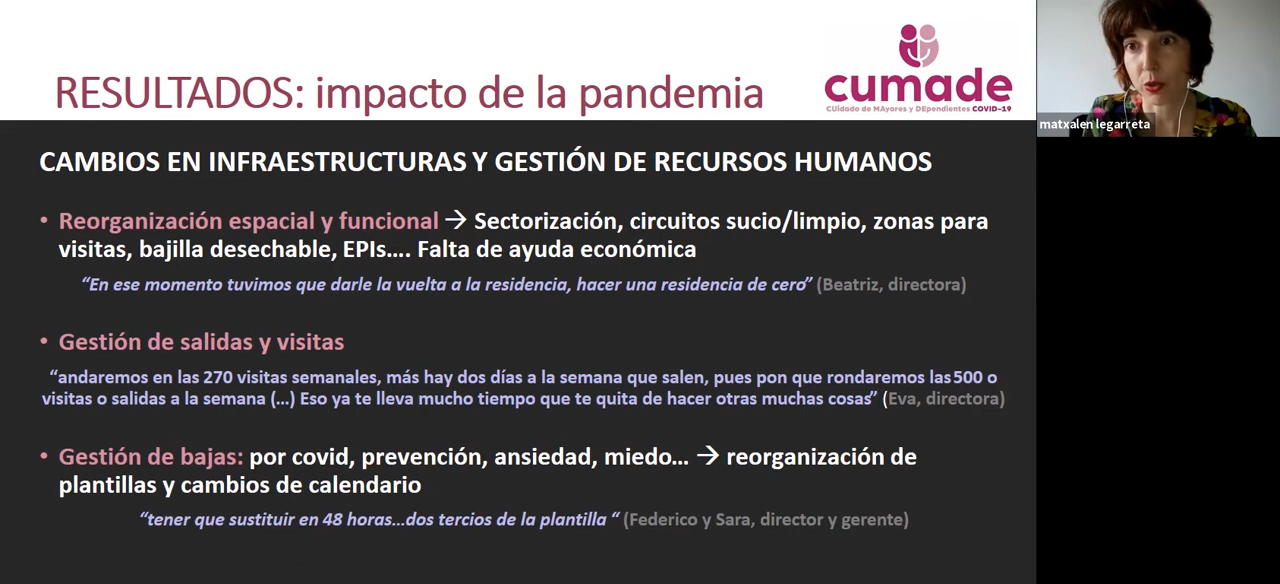 RESULTADOS: impacto de la pandemia
cumade
CUidado de MAyores y DEpendientes COVID-19
matxalen legarreta
CAMBIOS EN INFRAESTRUCTURAS Y GESTIÓN DE RECURSOS HUMANOS
• Reorganización espacial y funcional → Sectorización, circuitos sucio/limpio, zonas para
visitas, bajilla desechable, EPIs…. Falta de ayuda económica
“En ese momento tuvimos que darle la vuelta a la residencia, hacer una residencia de cero” (Beatriz, directora)
• Gestión de salidas y visitas
“andaremos en las 270 visitas semanales, más hay dos días a la semana que salen, pues pon que rondaremos las 500 o
visitas o salidas a la semana (…) Eso ya te lleva mucho tiempo que te quita de hacer otras muchas cosas” (Eva, directora)
• Gestión de bajas: por covid, prevención, ansiedad, miedo… → reorganización de
plantillas y cambios de calendario
“tener que sustituir en 48 horas…dos tercios de la plantilla “ (Federico y Sara, director y gerente)